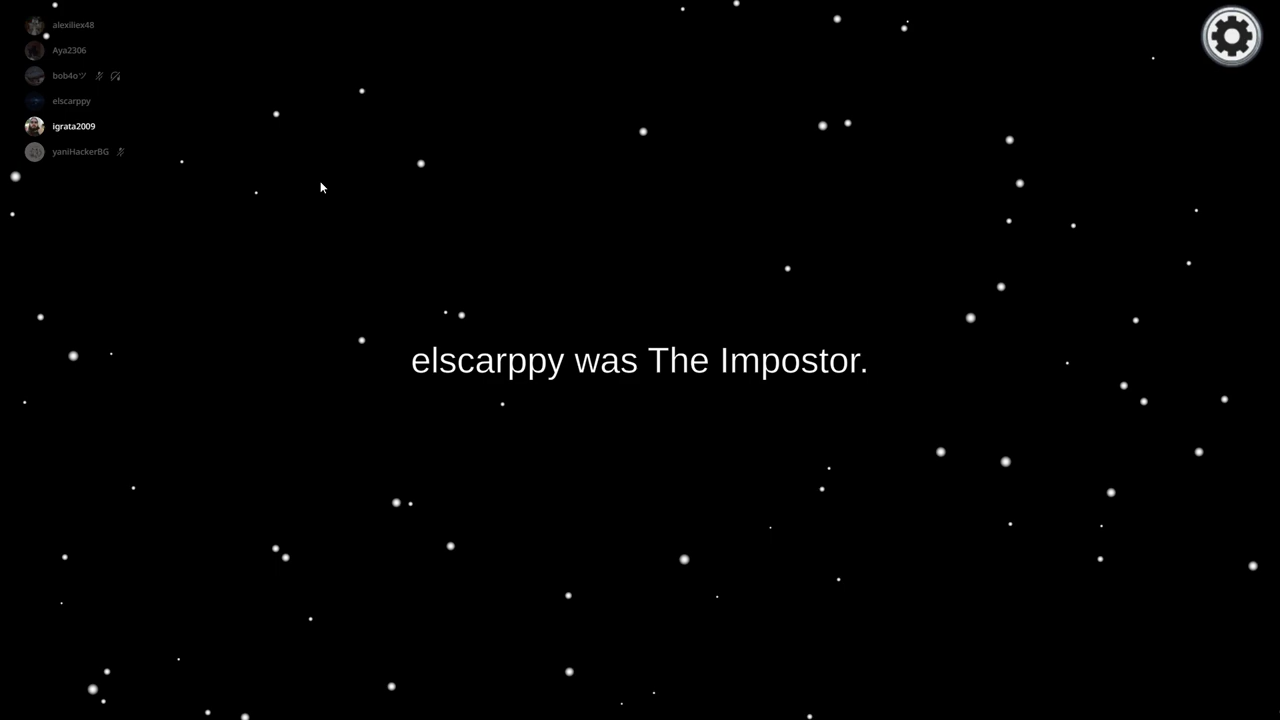 alexiliex48
Aya2306
bob4oツ
elscarppy
igrata2009
yaniHackerBG
elscarppy was The Impostor.